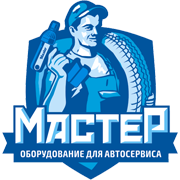 МАСТЕР
ОБОРУДОВАНИЕ ДЛЯ АВТОСЕРВИСА